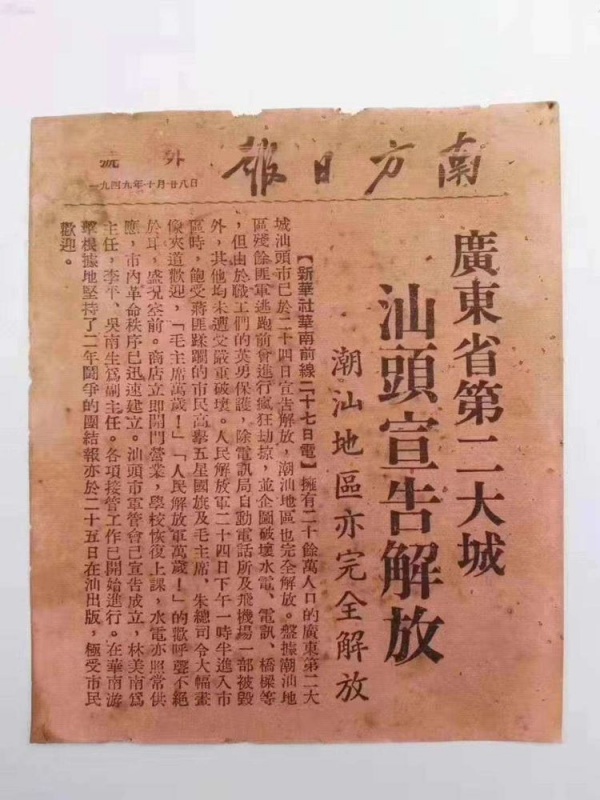 南方日報
號外
一九四九年十月廿八日
廣東省第二大城
汕頭宣告解放
潮汕地區亦完全解放
【新華社華南前線二十七日電】擁有二十餘萬人口的廣東第二大
城汕頭市已於二十四日宣告解放，潮汕地區也完全解放。盤據潮汕地
區殘餘匪軍逃跑前會進行瘋狂劫掠，並企圖破壞水電、電訊、橋樑等
，但由於職工們的英勇保護，除電訊局自動電話所及飛機場一部被毀
外，其他均未遭受嚴重破壞。人民解放軍二十四日下午一時半進入市
區時，飽受蔣匪蹂躪的市民高擧五星國旗及毛主席、朱總司令大幅畫
像夾道歡迎，「毛主席萬歲！」「人民解放軍萬歲！」的歡呼聲不絕
於耳，盛况空前。商店立即開門營業，學校恢復上課，水電亦照常供
應，市內革命秩序已迅速建立。汕頭市軍管會已宣告成立，林美南爲
主任，李平、吳南生爲副主任。各項接管工作已開始進行。在華南游
擊根據地堅持了二年鬪爭的團結報亦於二十五日在汕出版，極受市民
歡迎。